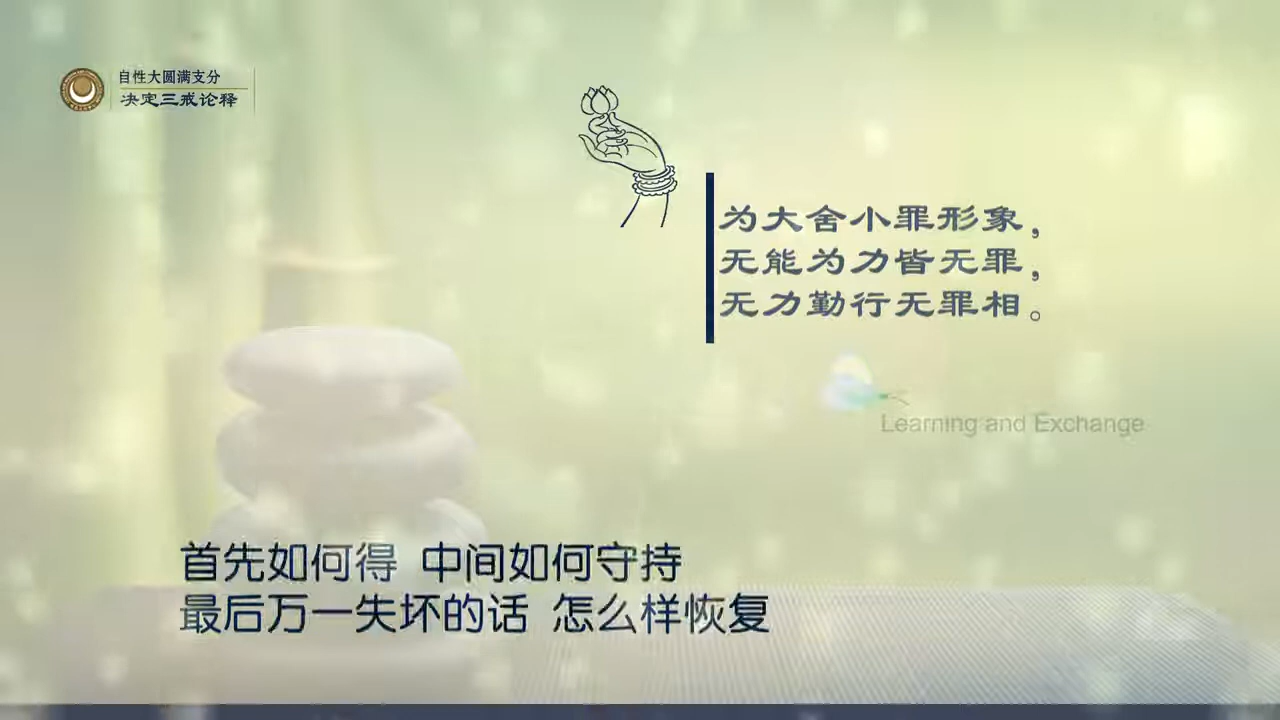 自性大圆满支分
决定三戒论释
为大舍小罪形象，
无能为力皆无罪，
无力勤行无罪相。
Learning and Exchange
首先如何得 中间如何守持
最后万一失坏的话 怎么样恢复